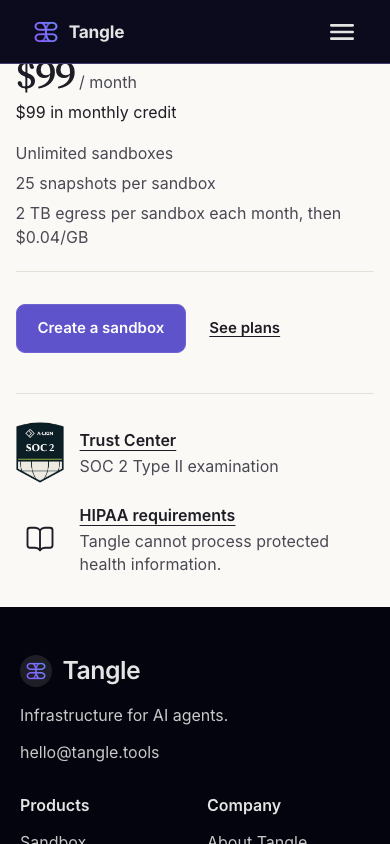 Tangle
$99 / month
$99 in monthly credit
Unlimited sandboxes
25 snapshots per sandbox
2 TB egress per sandbox each month, then
$0.04/GB
Create a sandbox
See plans
A-LIGN
SOC 2
Trust Center
SOC 2 Type II examination
HIPAA requirements
Tangle cannot process protected
health information.
Tangle
Infrastructure for AI agents.
hello@tangle.tools
Products
Company
Sandbox
About Tangle